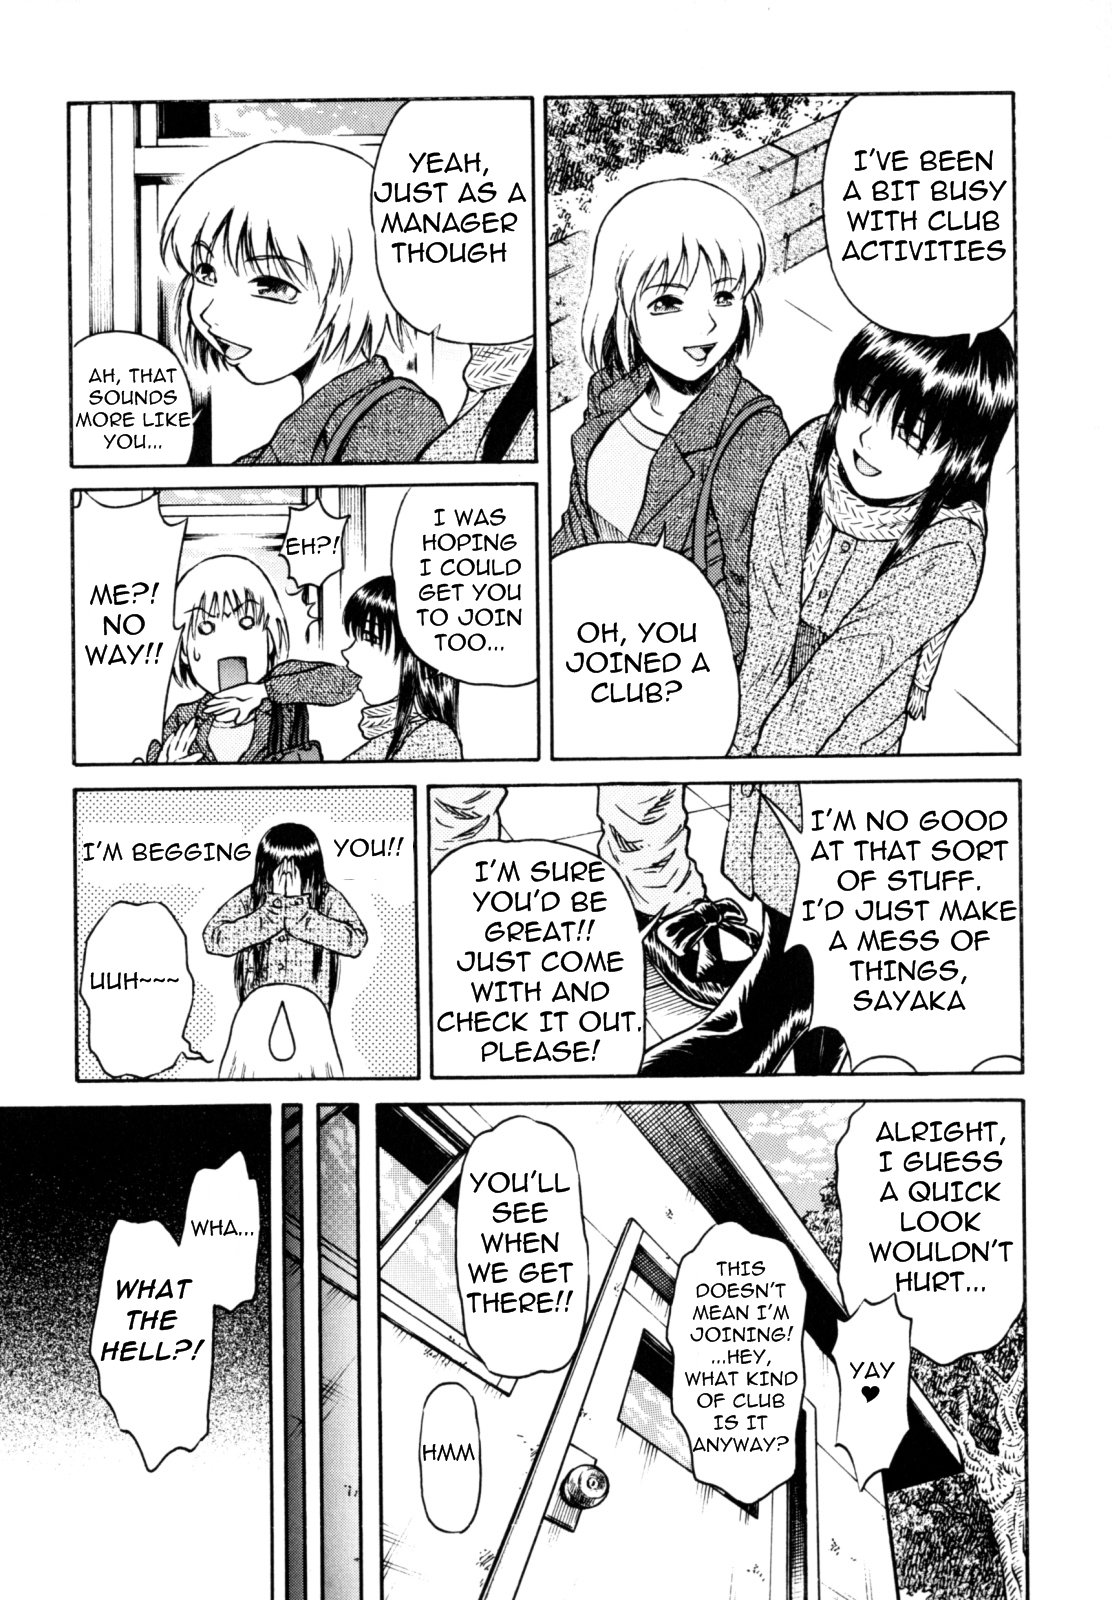 I'VE BEEN
A BIT BUSY
WITH CLUB
ACTIVITIES
OH, YOU
JOINED A
CLUB?
YEAH,
JUST AS A
MANAGER
THOUGH
AH, THAT
SOUNDS
MORE LIKE
YOU...
I WAS
HOPING
I COULD
GET YOU
TO JOIN
TOO...
EH?!
ME?!
NO
WAY!!
I'M NO GOOD
AT THAT SORT
OF STUFF.
I'D JUST MAKE
A MESS OF
THINGS,
SAYAKA
I'M SURE
YOU'D BE
GREAT!!
JUST COME
WITH AND
CHECK IT OUT.
PLEASE!
I'M BEGGING YOU!!
UUH~~~
ALRIGHT,
I GUESS
A QUICK
LOOK
WOULDN'T
HURT...
YAY
♥
THIS
DOESN'T
MEAN I'M
JOINING!
...HEY,
WHAT KIND
OF CLUB
IS IT
ANYWAY?
YOU'LL
SEE
WHEN
WE GET
THERE!!
HMM
WHA...
WHAT
THE
HELL?!